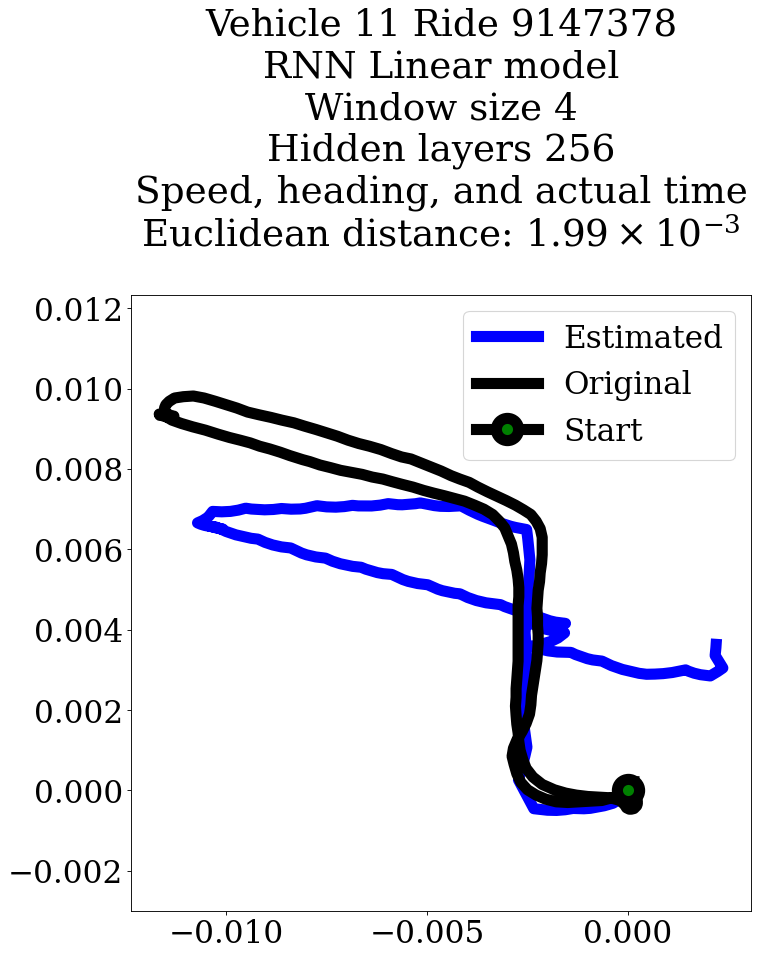 Vehicle 11 Ride 9147378
RNN Linear model
Window size 4
Hidden layers 256
Speed, heading, and actual time
Euclidean distance: 1.99 × 10⁻³
0.012
0.010
0.008
0.006
0.004
0.002
0.000
−0.002
Estimated
Original
Start
−0.010
−0.005
0.000